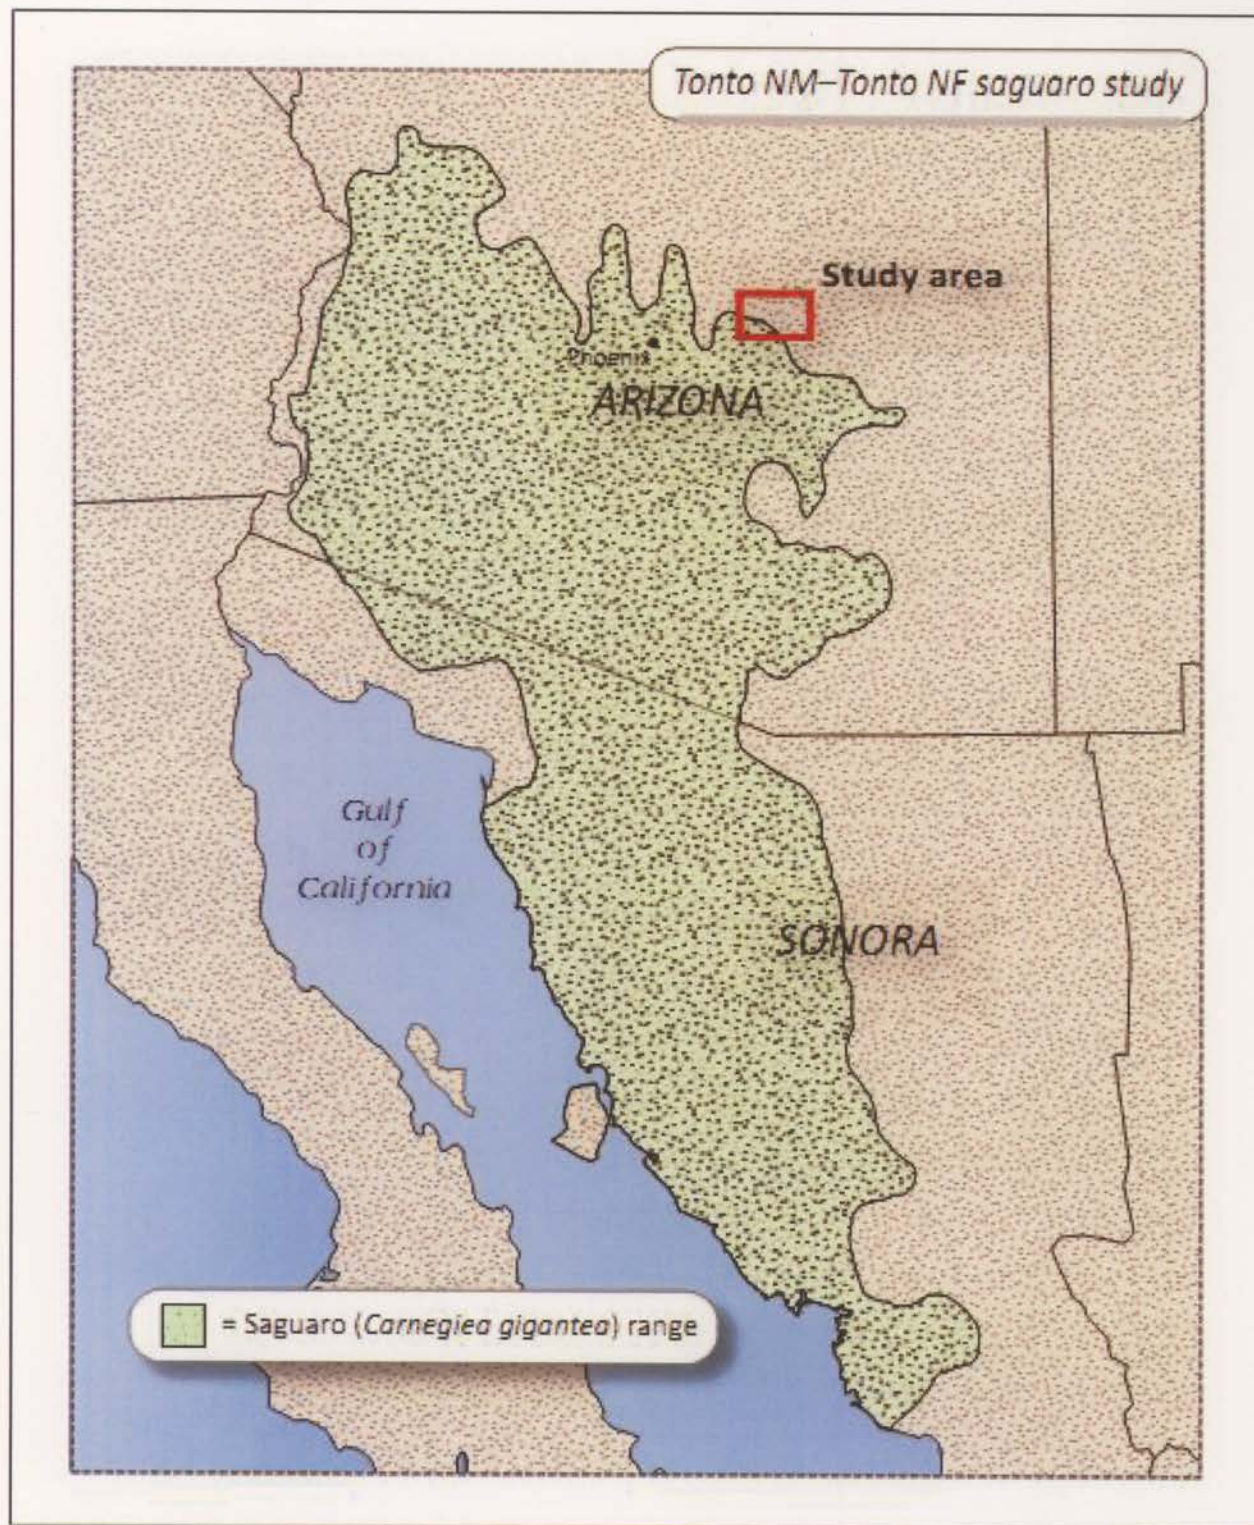 Tonto NM–Tonto NF saguaro study
Study area
Phoenix
ARIZONA
Gulf
of
California
SONORA
= Saguaro (Carnegiea gigantea) range